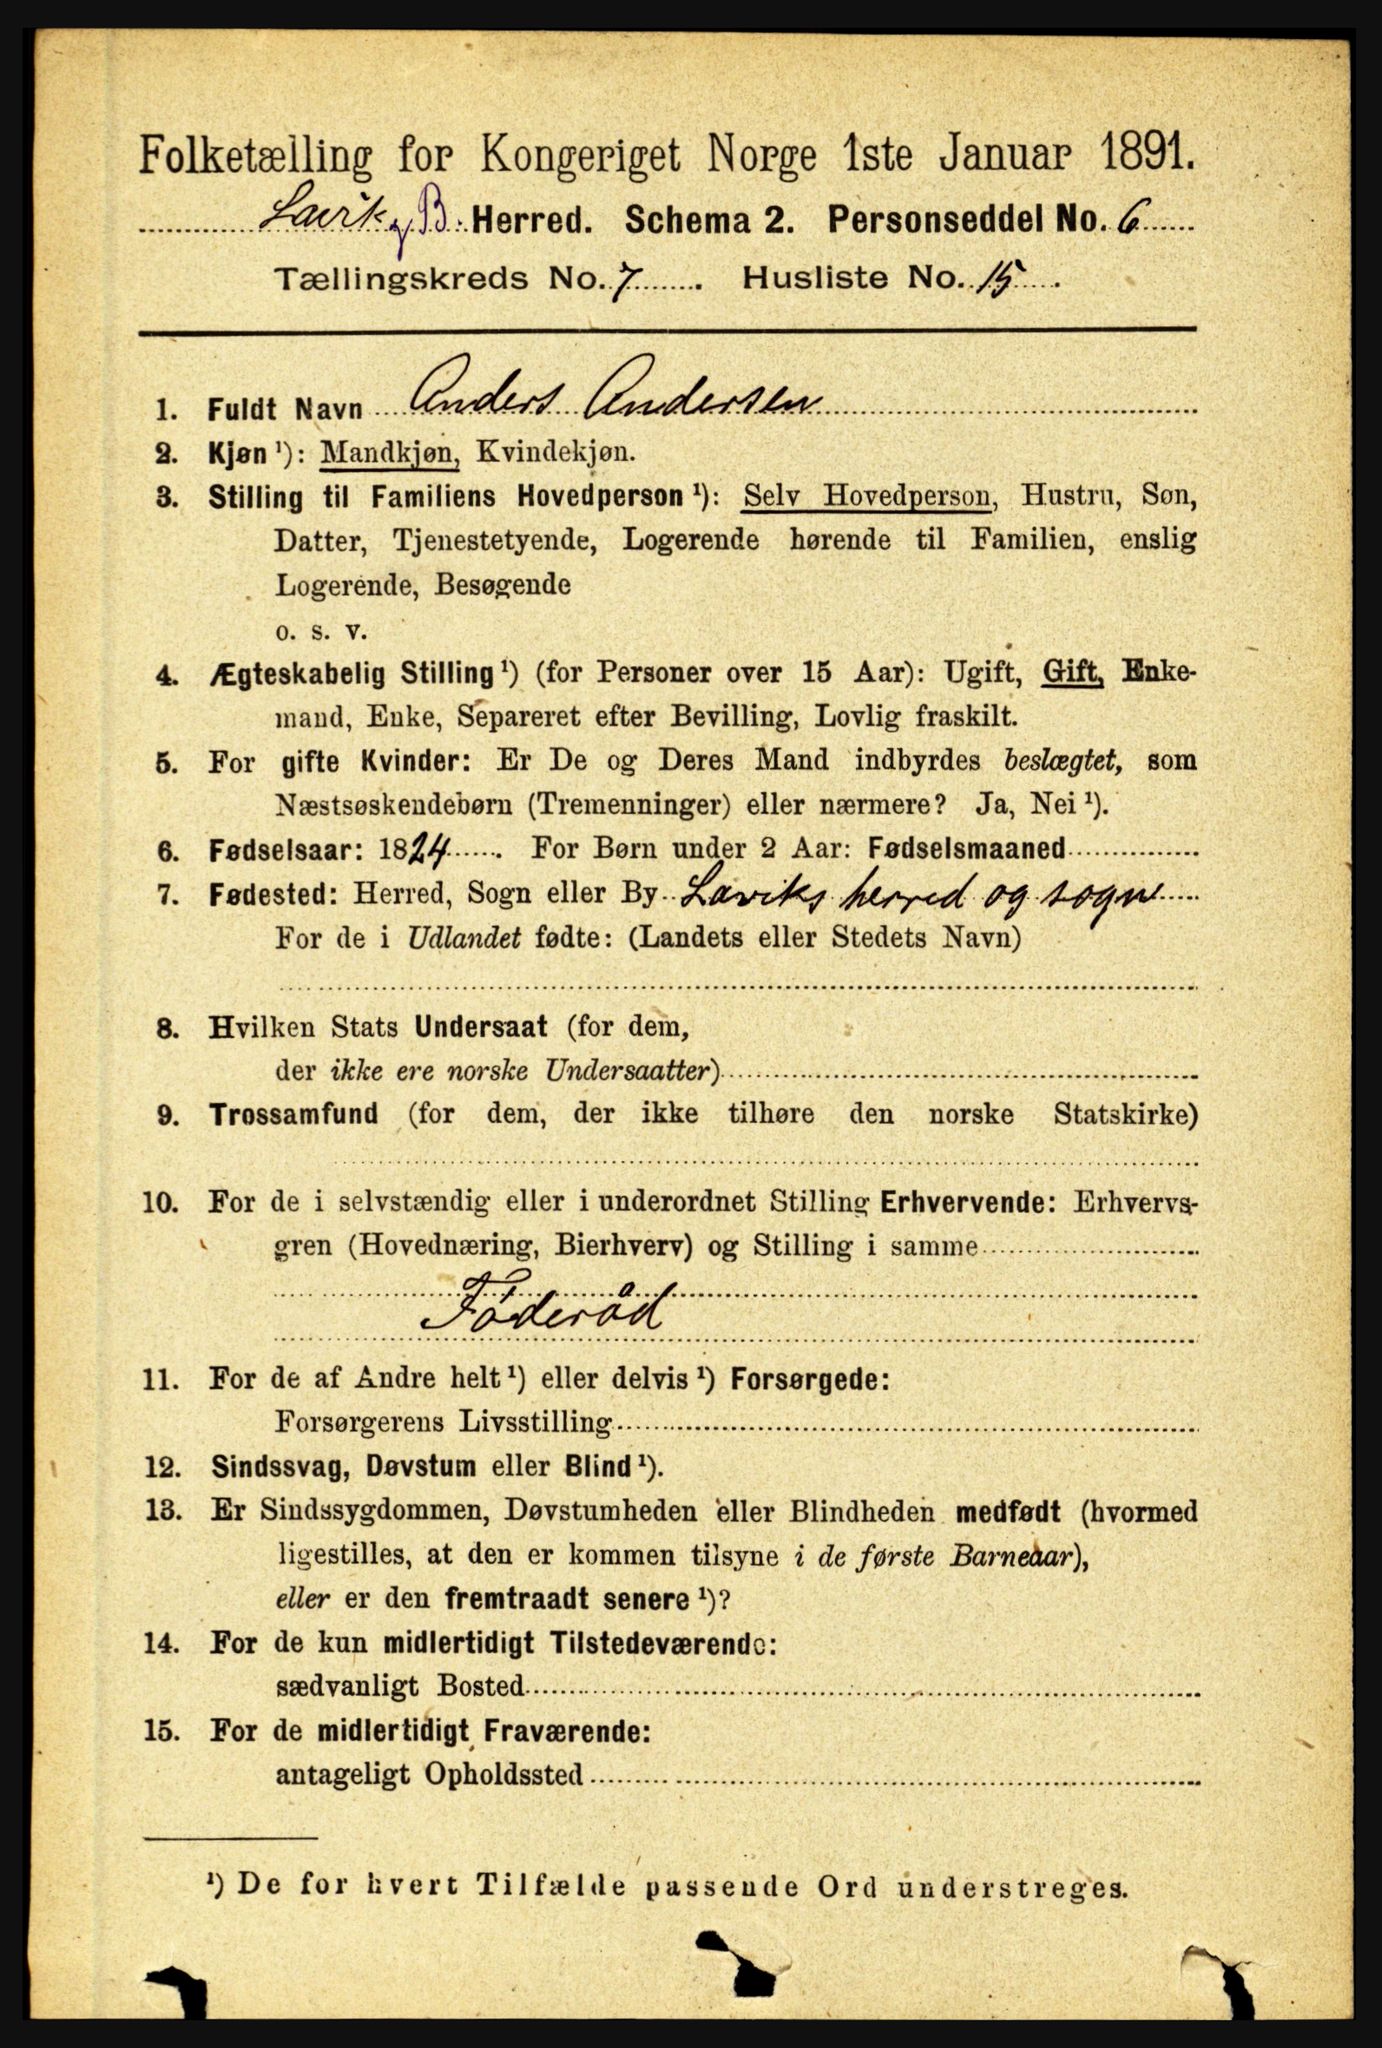 Folketælling for Kongeriget Norge 1ste Januar 1891.
Lavik og B. Herred. Schema 2. Personseddel No. 6
Tællingskreds No. 7. Husliste No. 15.
1. Fuldt Navn Anders Andersen
2. Kjøn ¹): Mandkjøn, Kvindekjøn.
3. Stilling til Familiens Hovedperson ¹): Selv Hovedperson, Hustru, Søn,
Datter, Tjenestetyende, Logerende hørende til Familien, enslig
Logerende, Besøgende
o. s. v.
4. Ægteskabelig Stilling ¹) (for Personer over 15 Aar): Ugift, Gift, Enke-
mand, Enke, Separeret efter Bevilling, Lovlig fraskilt.
5. For gifte Kvinder: Er De og Deres Mand indbyrdes beslægtet, som
Næstsøskendebørn (Tremenninger) eller nærmere? Ja, Nei ¹).
6. Fødselsaar: 1824. For Børn under 2 Aar: Fødselsmaaned
7. Fødested: Herred, Sogn eller By Laviks herred og sogn
For de i Udlandet fødte: (Landets eller Stedets Navn)
8. Hvilken Stats Undersaat (for dem,
der ikke ere norske Undersaatter)
9. Trossamfund (for dem, der ikke tilhøre den norske Statskirke)
10. For de i selvstændig eller i underordnet Stilling Erhvervende: Erhvervs-
gren (Hovednæring, Bierhverv) og Stilling i samme
Föderåd
11. For de af Andre helt ¹) eller delvis ¹) Forsørgede:
Forsørgerens Livsstilling
12. Sindssvag, Døvstum eller Blind ¹).
13. Er Sindssygdommen, Døvstumheden eller Blindheden medfødt (hvormed
ligestilles, at den er kommen tilsyne i de første Barneaar),
eller er den fremtraadt senere ¹)?
14. For de kun midlertidigt Tilstedeværende:
sædvanligt Bosted
15. For de midlertidigt Fraværende:
antageligt Opholdssted
¹) De for hvert Tilfælde passende Ord understreges.